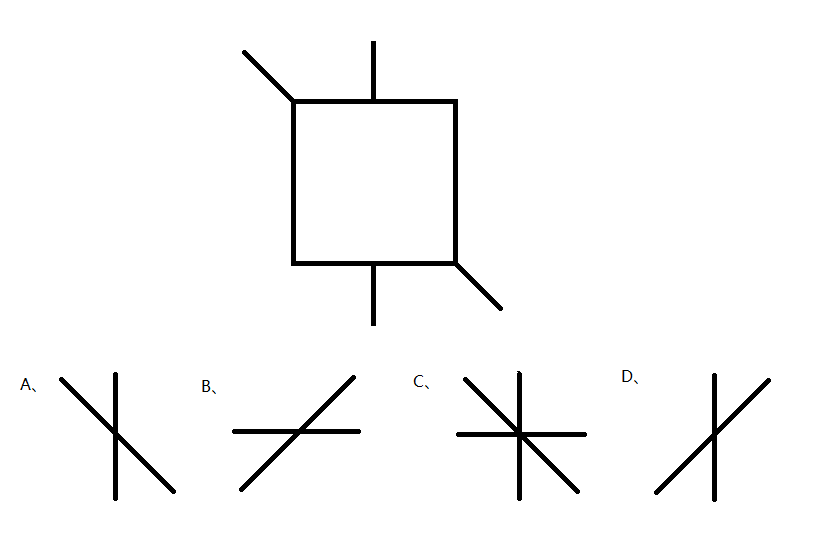 A、
B、
C、
D、